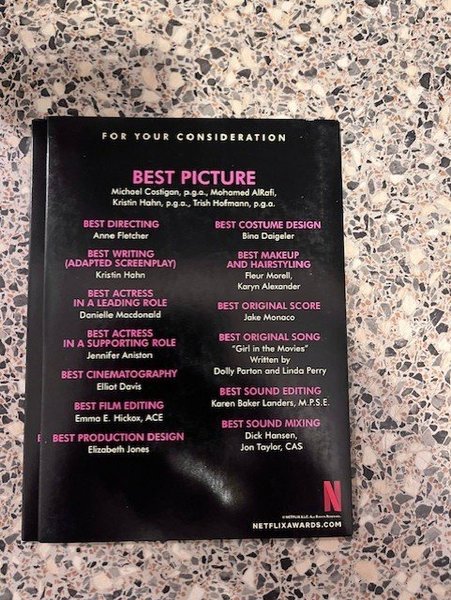 FOR YOUR CONSIDERATION
BEST PICTURE
Michael Costigan, p.g.a., Mohamed AlRafi,
Kristin Hahn, p.g.a., Trish Hofmann, p.g.a.
BEST DIRECTING
Anne Fletcher
BEST WRITING
(ADAPTED SCREENPLAY)
Kristin Hahn
BEST ACTRESS
IN A LEADING ROLE
Danielle Macdonald
BEST ACTRESS
IN A SUPPORTING ROLE
Jennifer Aniston
BEST CINEMATOGRAPHY
Elliot Davis
BEST FILM EDITING
Emma E. Hickox, ACE
BEST PRODUCTION DESIGN
Elizabeth Jones
BEST COSTUME DESIGN
Bina Daigeler
BEST MAKEUP
AND HAIRSTYLING
Fleur Morell,
Karyn Alexander
BEST ORIGINAL SCORE
Jake Monaco
BEST ORIGINAL SONG
"Girl in the Movies"
Written by
Dolly Parton and Linda Perry
BEST SOUND EDITING
Karen Baker Landers, M.P.S.E.
BEST SOUND MIXING
Dick Hansen,
Jon Taylor, CAS
N
© NETFLIX LLC. All Rights Reserved.
NETFLIXAWARDS.COM